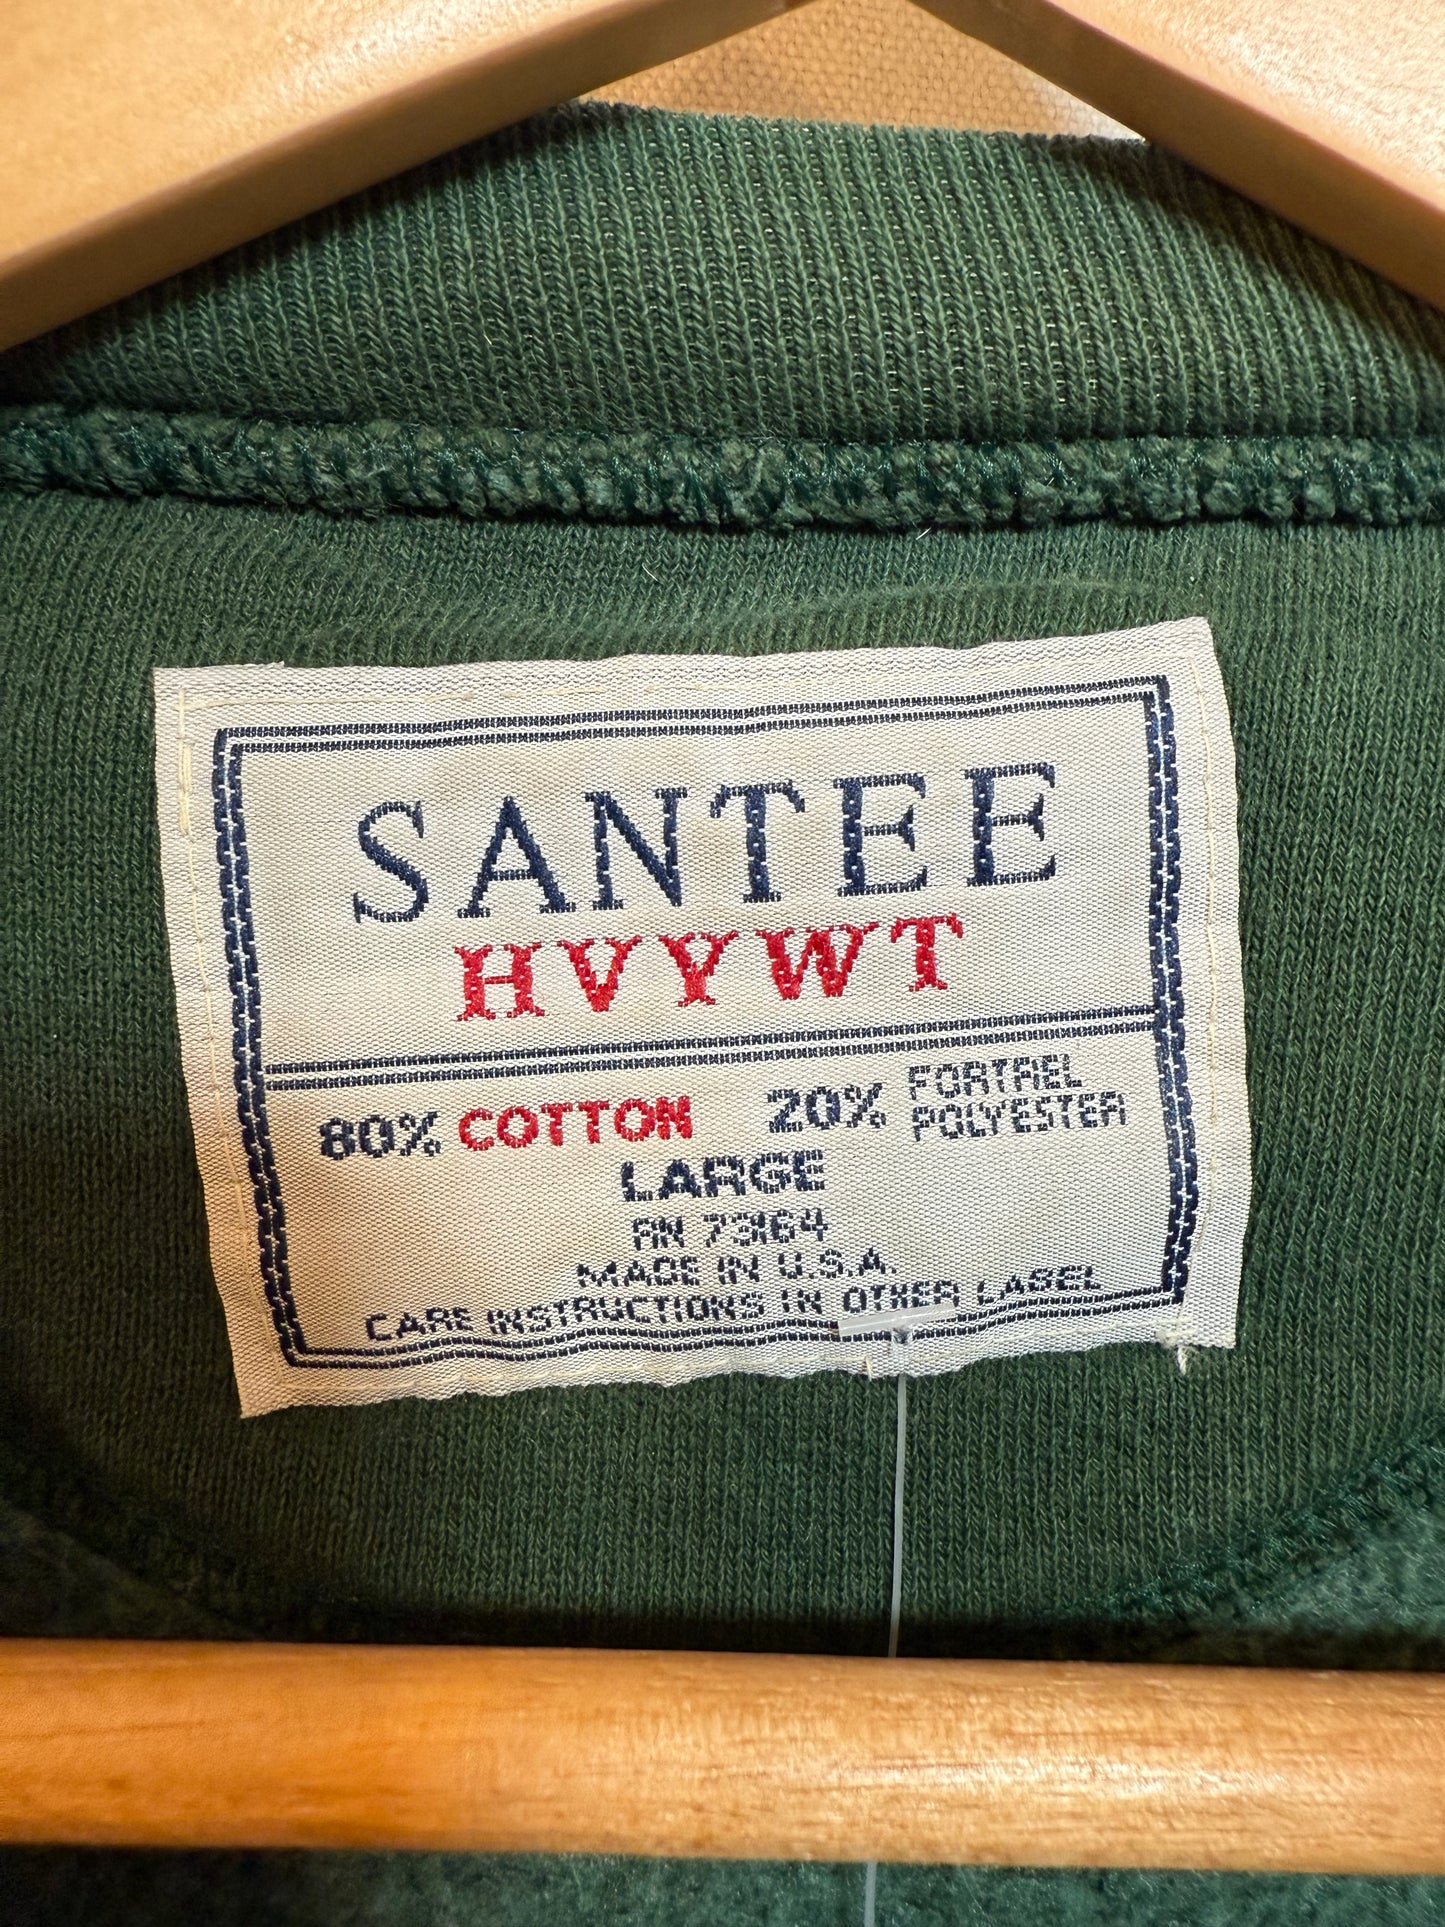 SANTEE
HVYWT
80% COTTON 20% FORTREL
POLYESTER
LARGE
RN 73164
MADE IN U.S.A.
CARE INSTRUCTIONS IN OTHER LABEL